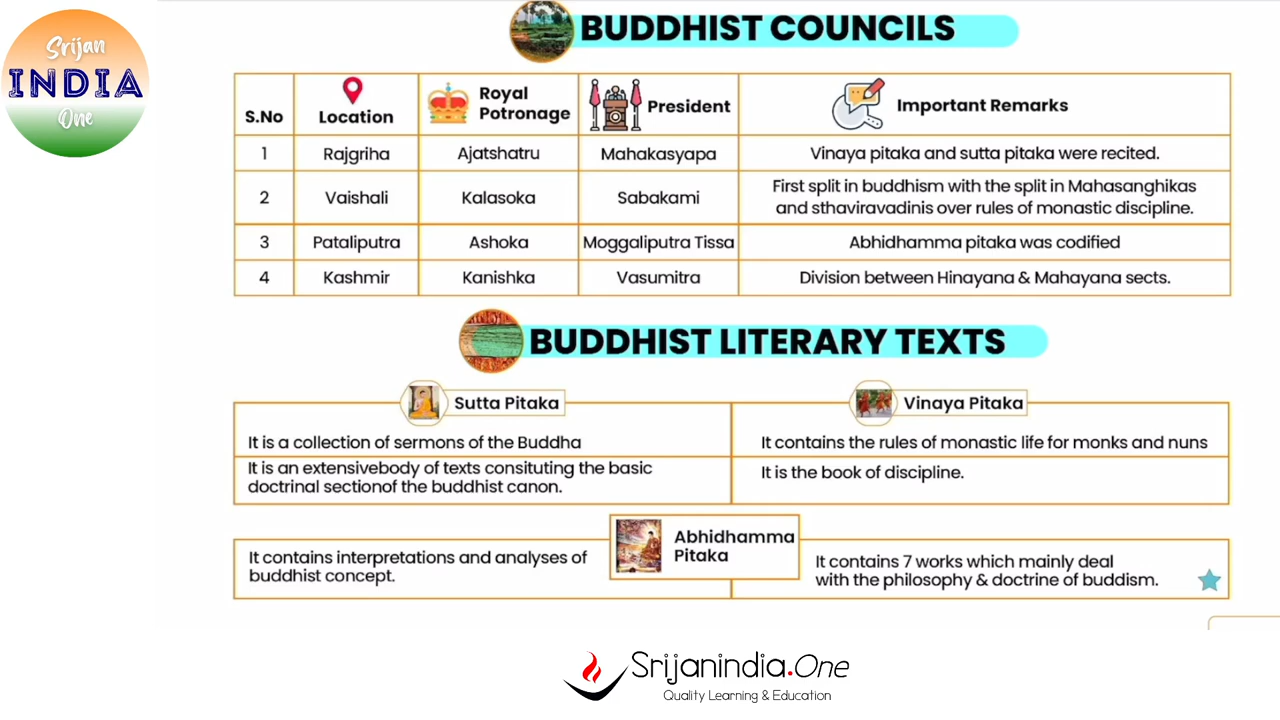 Srijan
INDIA
One
BUDDHIST COUNCILS
S.No
Location
Royal
Potronage
President
Important Remarks
1
Rajgriha
Ajatshatru
Mahakasyapa
Vinaya pitaka and sutta pitaka were recited.
2
Vaishali
Kalasoka
Sabakami
First split in buddhism with the split in Mahasanghikas
and sthaviravadinis over rules of monastic discipline.
3
Pataliputra
Ashoka
Moggaliputra Tissa
Abhidhamma pitaka was codified
4
Kashmir
Kanishka
Vasumitra
Division between Hinayana & Mahayana sects.
BUDDHIST LITERARY TEXTS
Sutta Pitaka
It is a collection of sermons of the Buddha
It is an extensivebody of texts consituting the basic
doctrinal sectionof the buddhist canon.
Vinaya Pitaka
It contains the rules of monastic life for monks and nuns
It is the book of discipline.
Abhidhamma
Pitaka
It contains interpretations and analyses of
buddhist concept.
It contains 7 works which mainly deal
with the philosophy & doctrine of buddism.
Srijanindia.One
Quality Learning & Education